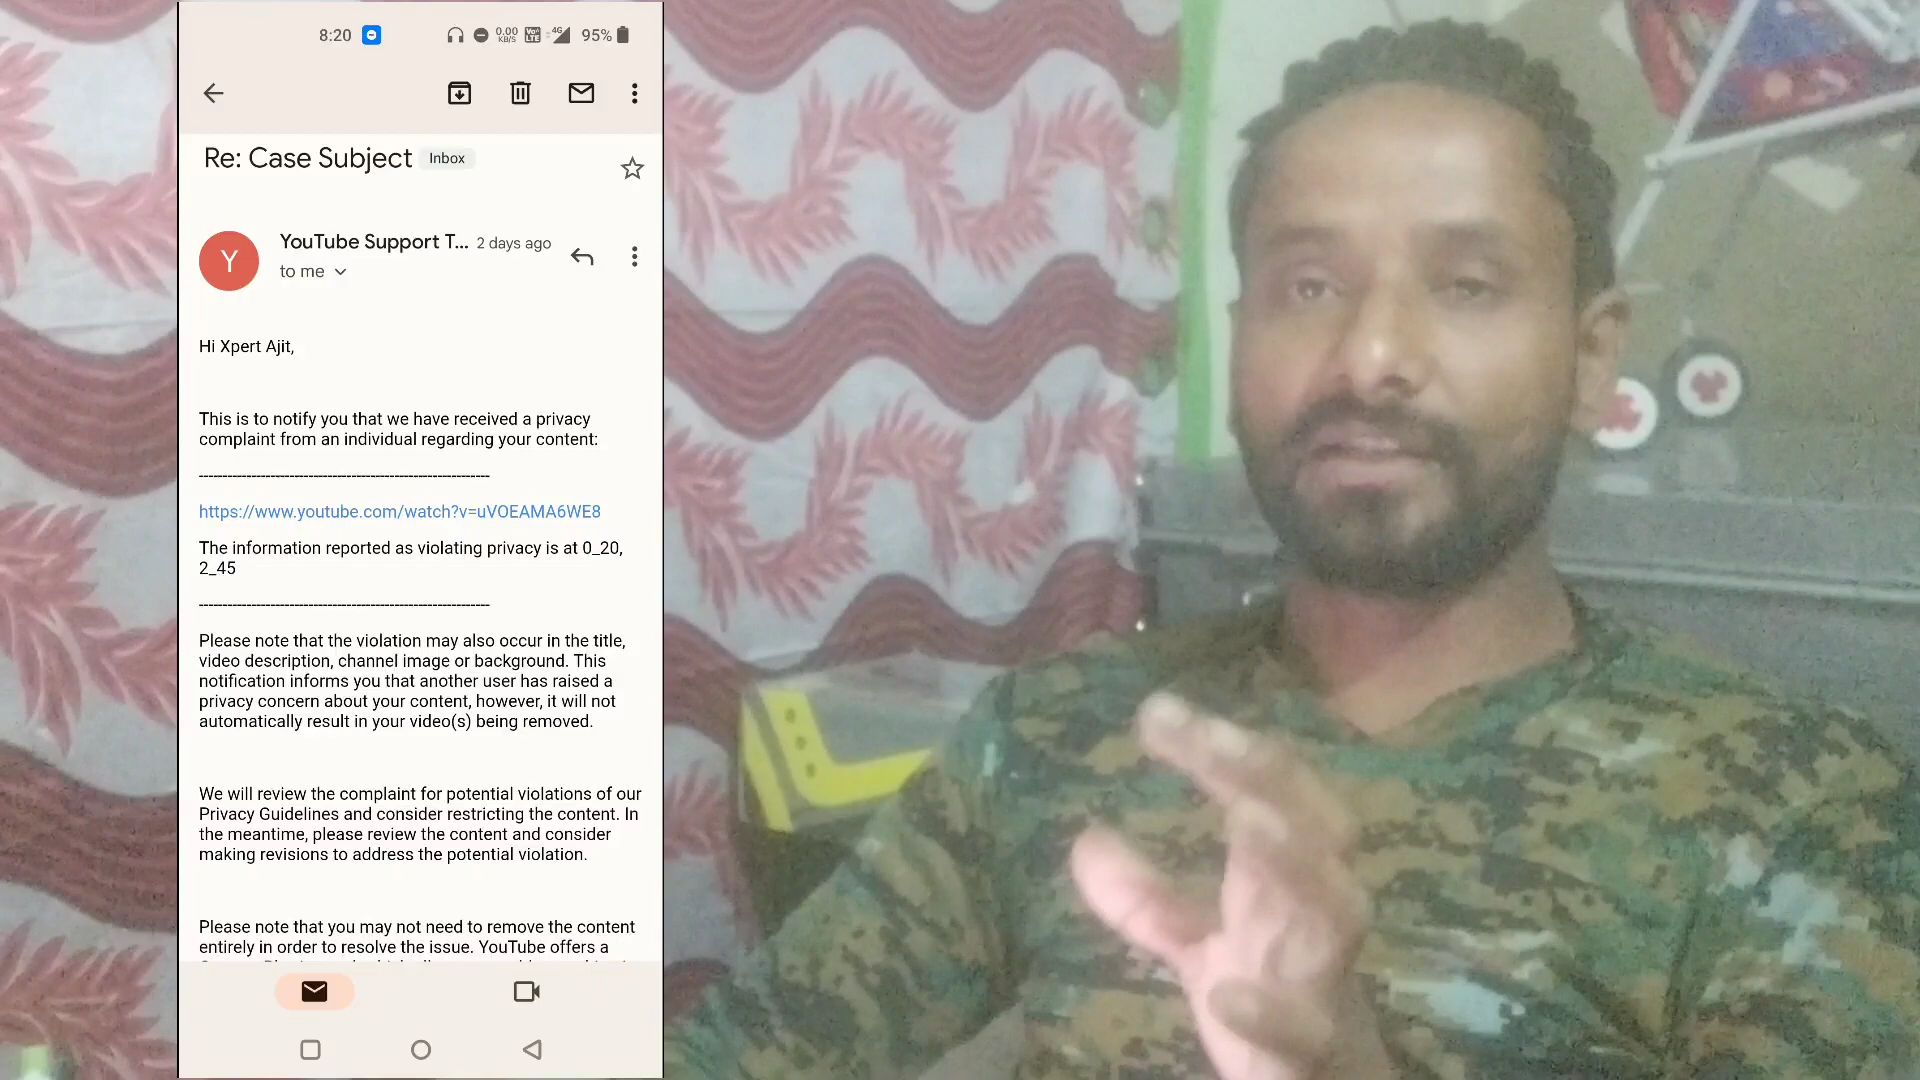 8:20 0.00 KB/S VoLTE 4G 95%
Re: Case Subject Inbox
Y YouTube Support T... 2 days ago
to me
Hi Xpert Ajit,
This is to notify you that we have received a privacy
complaint from an individual regarding your content:
https://www.youtube.com/watch?v=uVOEAMA6WE8
The information reported as violating privacy is at 0_20,
2_45
Please note that the violation may also occur in the title,
video description, channel image or background. This
notification informs you that another user has raised a
privacy concern about your content, however, it will not
automatically result in your video(s) being removed.
We will review the complaint for potential violations of our
Privacy Guidelines and consider restricting the content. In
the meantime, please review the content and consider
making revisions to address the potential violation.
Please note that you may not need to remove the content
entirely in order to resolve the issue. YouTube offers a